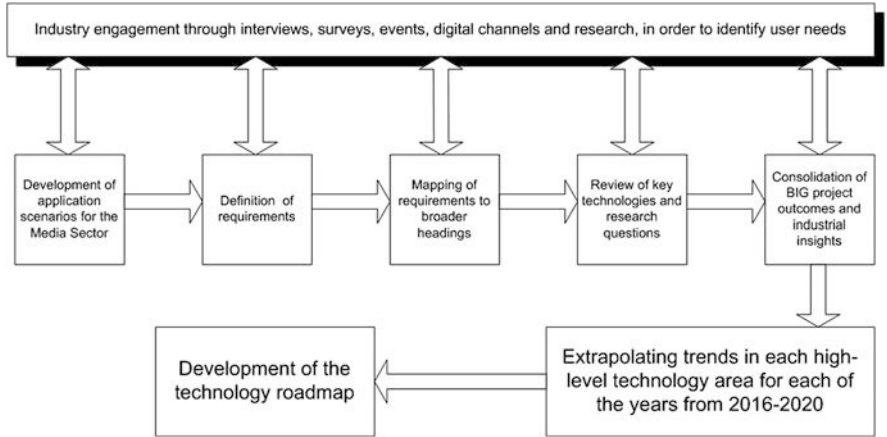 Industry engagement through interviews, surveys, events, digital channels and research, in order to identify user needs
Development of
application
scenarios for the
Media Sector
Definition of
requirements
Mapping of
requirements to
broader
headings
Review of key
technologies and
research
questions
Consolidation of
BIG project
outcomes and
industrial
insights
Extrapolating trends in each high-
level technology area for each of
the years from 2016-2020
Development of the
technology roadmap